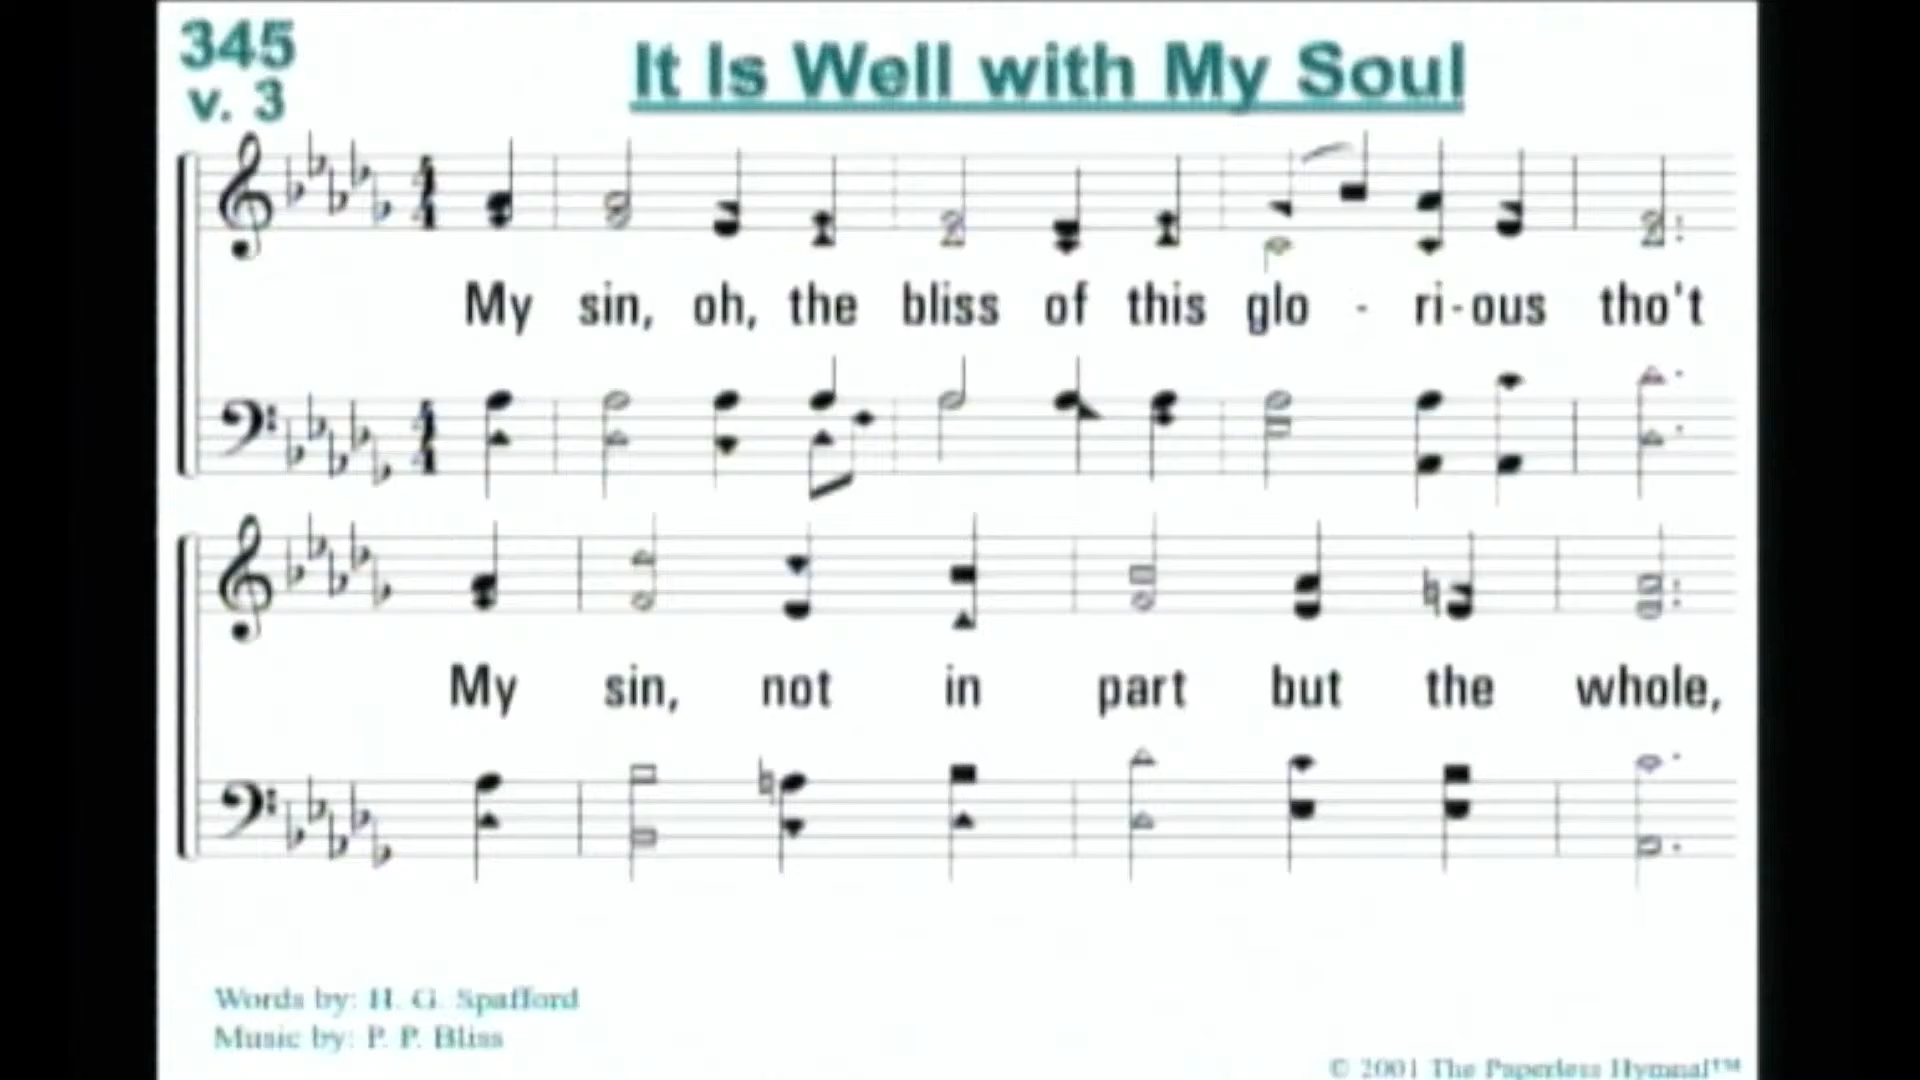 345
v. 3
It Is Well with My Soul
My sin, oh, the bliss of this glo - ri-ous tho't
My sin, not in part but the whole,
Words by: H. G. Spafford
Music by: P. P. Bliss
© 2001 The Paperless Hymnal™